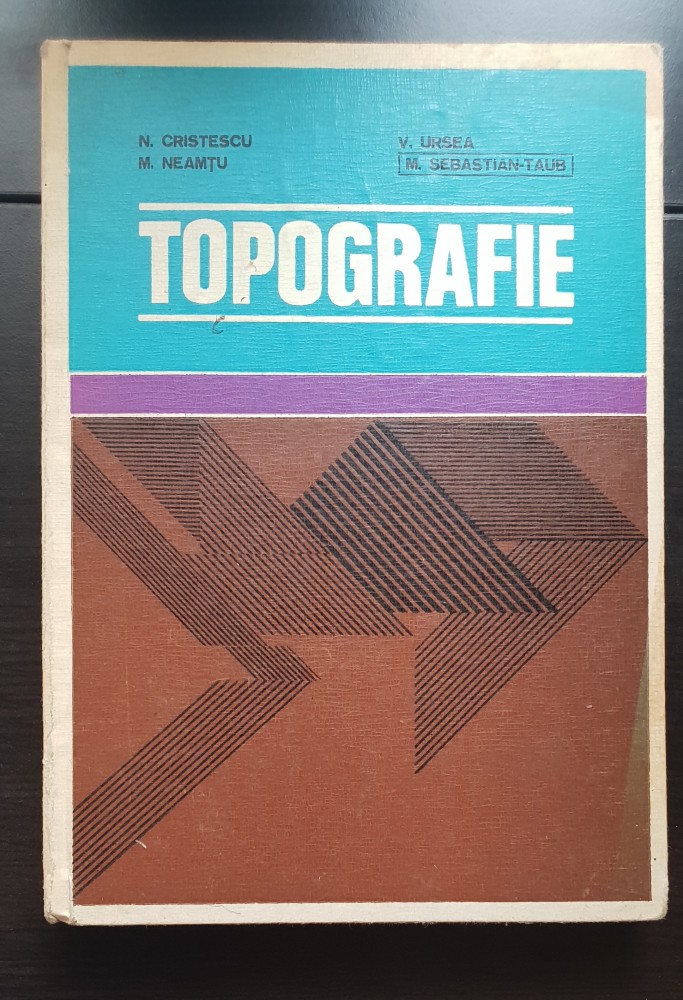 N. CRISTESCU
M. NEAMȚU
V. URSEA
M. SEBASTIAN-TAUB
TOPOGRAFIE